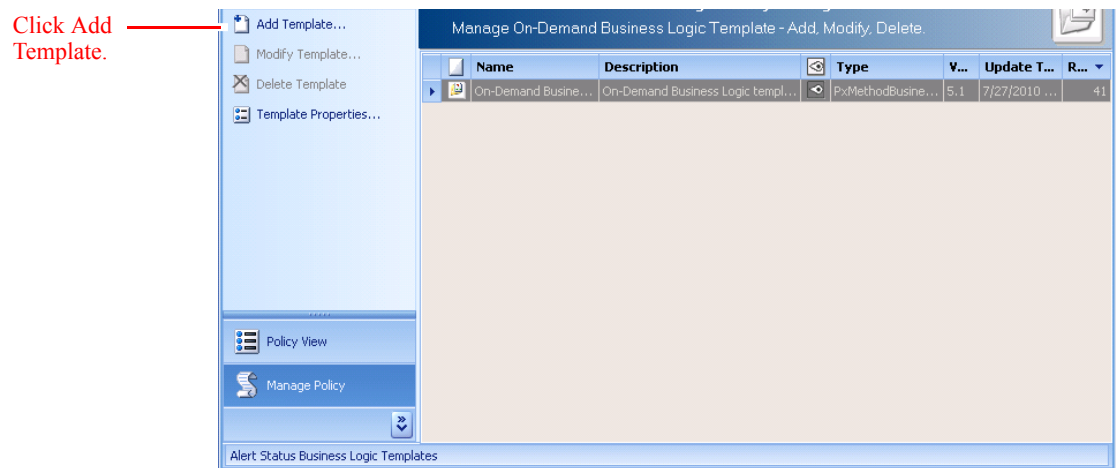 Click Add
Template.
Add Template...
Modify Template...
Delete Template
Template Properties...
Policy View
Manage Policy
Manage On-Demand Business Logic Template - Add, Modify, Delete.
Name Description Type V... Update T... R...
On-Demand Busine... On-Demand Business Logic templ... PxMethodBusine... 5.1 7/27/2010 ... 41
Alert Status Business Logic Templates